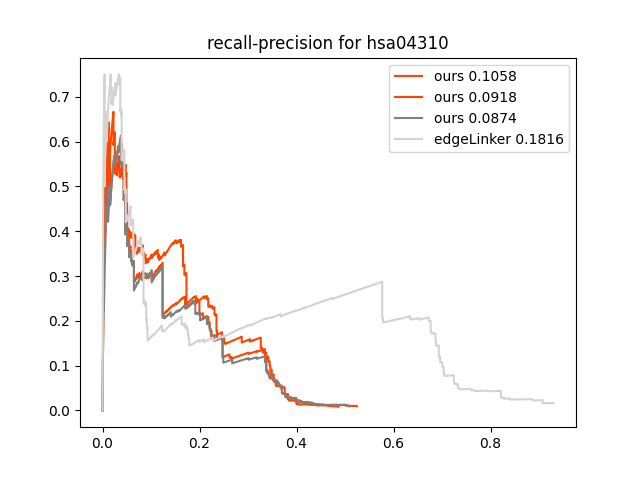 recall-precision for hsa04310
ours 0.1058
ours 0.0918
ours 0.0874
edgeLinker 0.1816
0.7
0.6
0.5
0.4
0.3
0.2
0.1
0.0
0.0 0.2 0.4 0.6 0.8